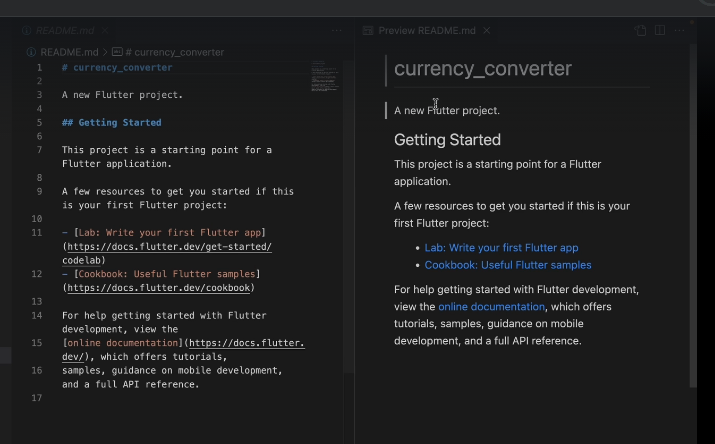 README.md
README.md > # currency_converter
1 # currency_converter
2
3 A new Flutter project.
4
5 ## Getting Started
6
7 This project is a starting point for a
Flutter application.
8
9 A few resources to get you started if this
is your first Flutter project:
10
11 - [Lab: Write your first Flutter app]
(https://docs.flutter.dev/get-started/
codelab)
12 - [Cookbook: Useful Flutter samples]
(https://docs.flutter.dev/cookbook)
13
14 For help getting started with Flutter
development, view the
15 [online documentation](https://docs.flutter.
dev/), which offers tutorials,
16 samples, guidance on mobile development,
and a full API reference.
17
Preview README.md
currency_converter
A new Flutter project.
Getting Started
This project is a starting point for a Flutter
application.
A few resources to get you started if this is your
first Flutter project:
• Lab: Write your first Flutter app
• Cookbook: Useful Flutter samples
For help getting started with Flutter development,
view the online documentation, which offers
tutorials, samples, guidance on mobile
development, and a full API reference.